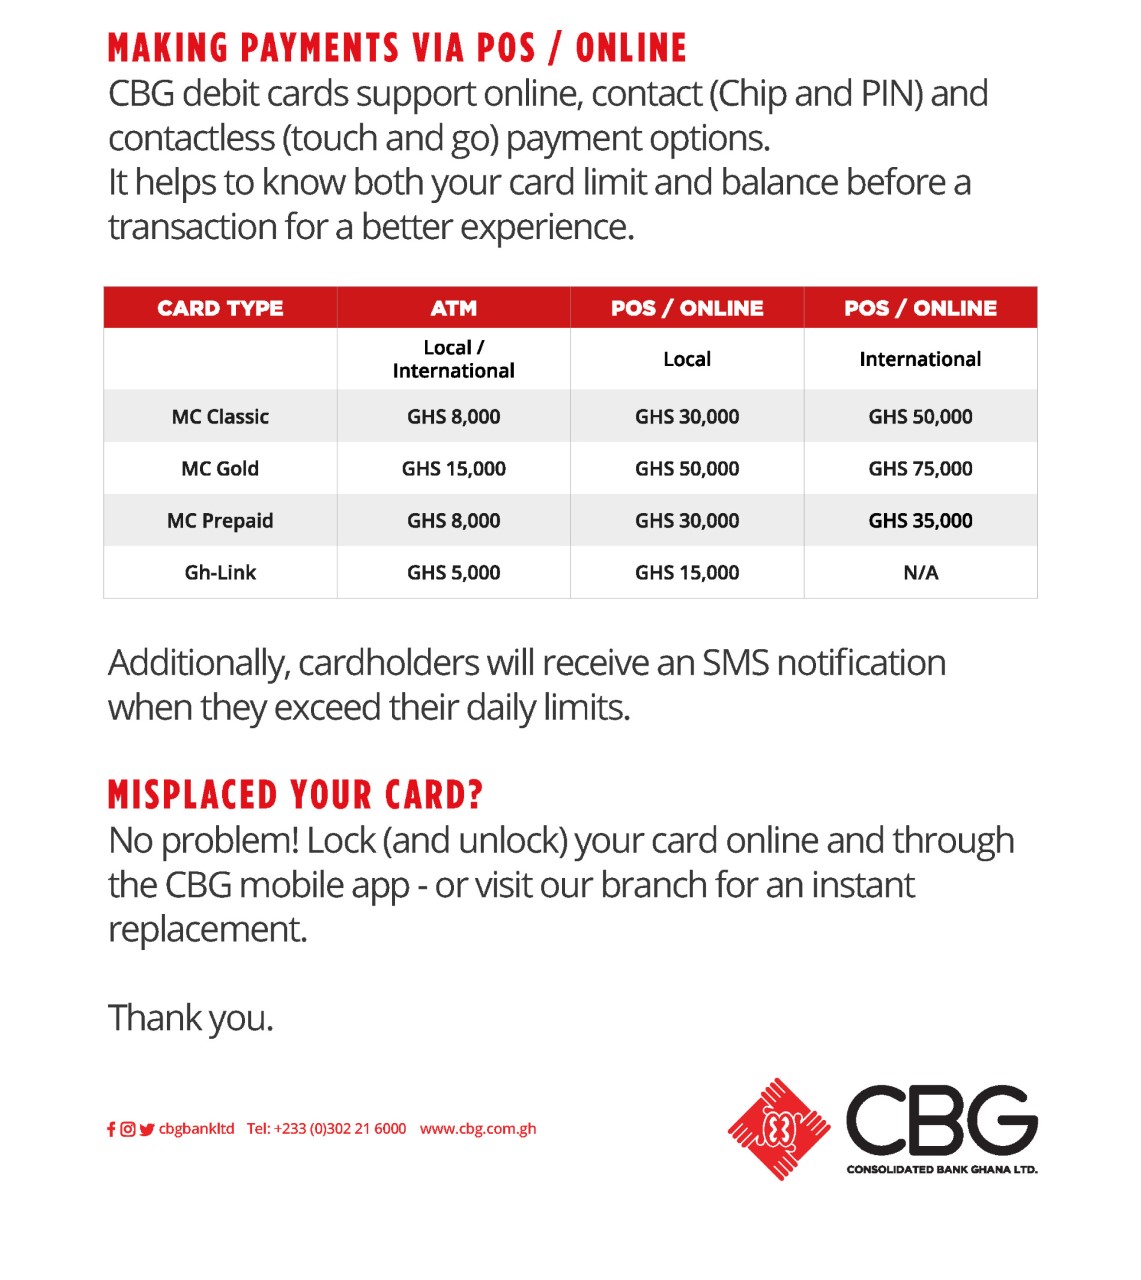 MAKING PAYMENTS VIA POS / ONLINE
CBG debit cards support online, contact (Chip and PIN) and
contactless (touch and go) payment options.
It helps to know both your card limit and balance before a
transaction for a better experience.
CARD TYPE ATM POS / ONLINE POS / ONLINE
Local / International Local International
MC Classic GHS 8,000 GHS 30,000 GHS 50,000
MC Gold GHS 15,000 GHS 50,000 GHS 75,000
MC Prepaid GHS 8,000 GHS 30,000 GHS 35,000
Gh-Link GHS 5,000 GHS 15,000 N/A
Additionally, cardholders will receive an SMS notification
when they exceed their daily limits.
MISPLACED YOUR CARD?
No problem! Lock (and unlock) your card online and through
the CBG mobile app - or visit our branch for an instant
replacement.
Thank you.
cbgbankltd Tel: +233 (0)302 21 6000 www.cbg.com.gh
CBG
CONSOLIDATED BANK GHANA LTD.